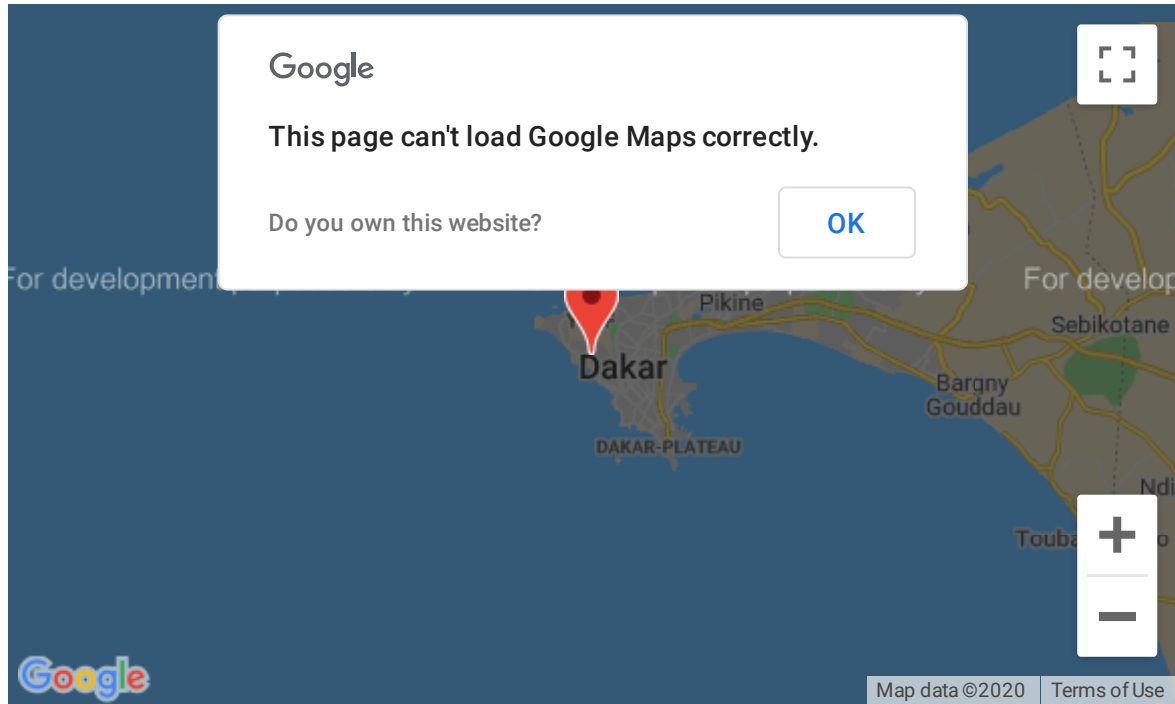 Google
This page can't load Google Maps correctly.
Do you own this website?
OK
For development
For develop
Pikine
Sebikotane
Dakar
Bargny
Gouddau
DAKAR-PLATEAU
Ndi
Touba
Google
Map data ©2020
Terms of Use